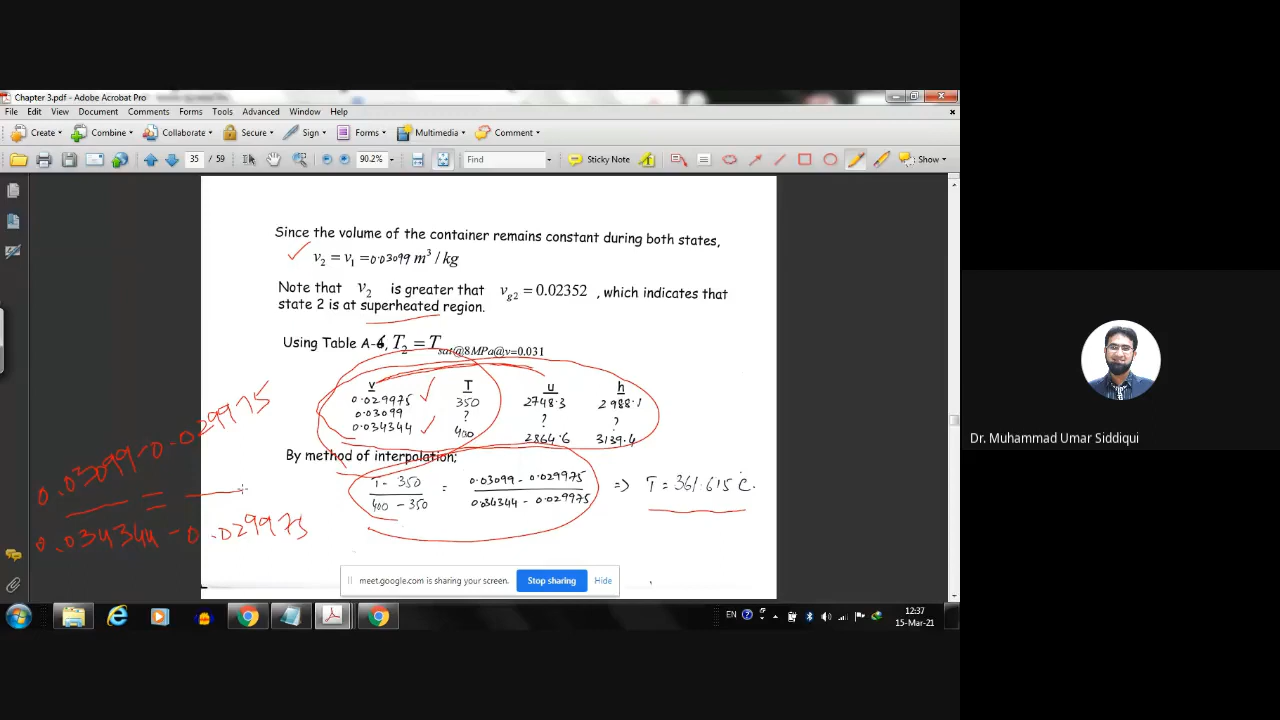 Chapter 3.pdf - Adobe Acrobat Pro
File Edit View Document Comments Forms Tools Advanced Window Help
Create Combine Collaborate Secure Sign Forms Multimedia Comment
35 / 59 90.2% Find Sticky Note Show
Since the volume of the container remains constant during both states,
v₂ = v₁ = 0.03099 m³ / kg
Note that v₂ is greater that v_g2 = 0.02352 , which indicates that
state 2 is at superheated region.
Using Table A-6, T₂ = T_sat@8MPa@v=0.031
v T u h
0.029975 350 2748.3 2988.1
0.03099 ? ? ?
0.034344 400 2864.6 3139.4
By method of interpolation;
T - 350 / 400 - 350 = 0.03099 - 0.029975 / 0.034344 - 0.029975 ⇒ T = 361.615 °C.
0.03099 - 0.029975
=
0.034344 - 0.029975
meet.google.com is sharing your screen. Stop sharing Hide
EN 12:37
15-Mar-21
Dr. Muhammad Umar Siddiqui